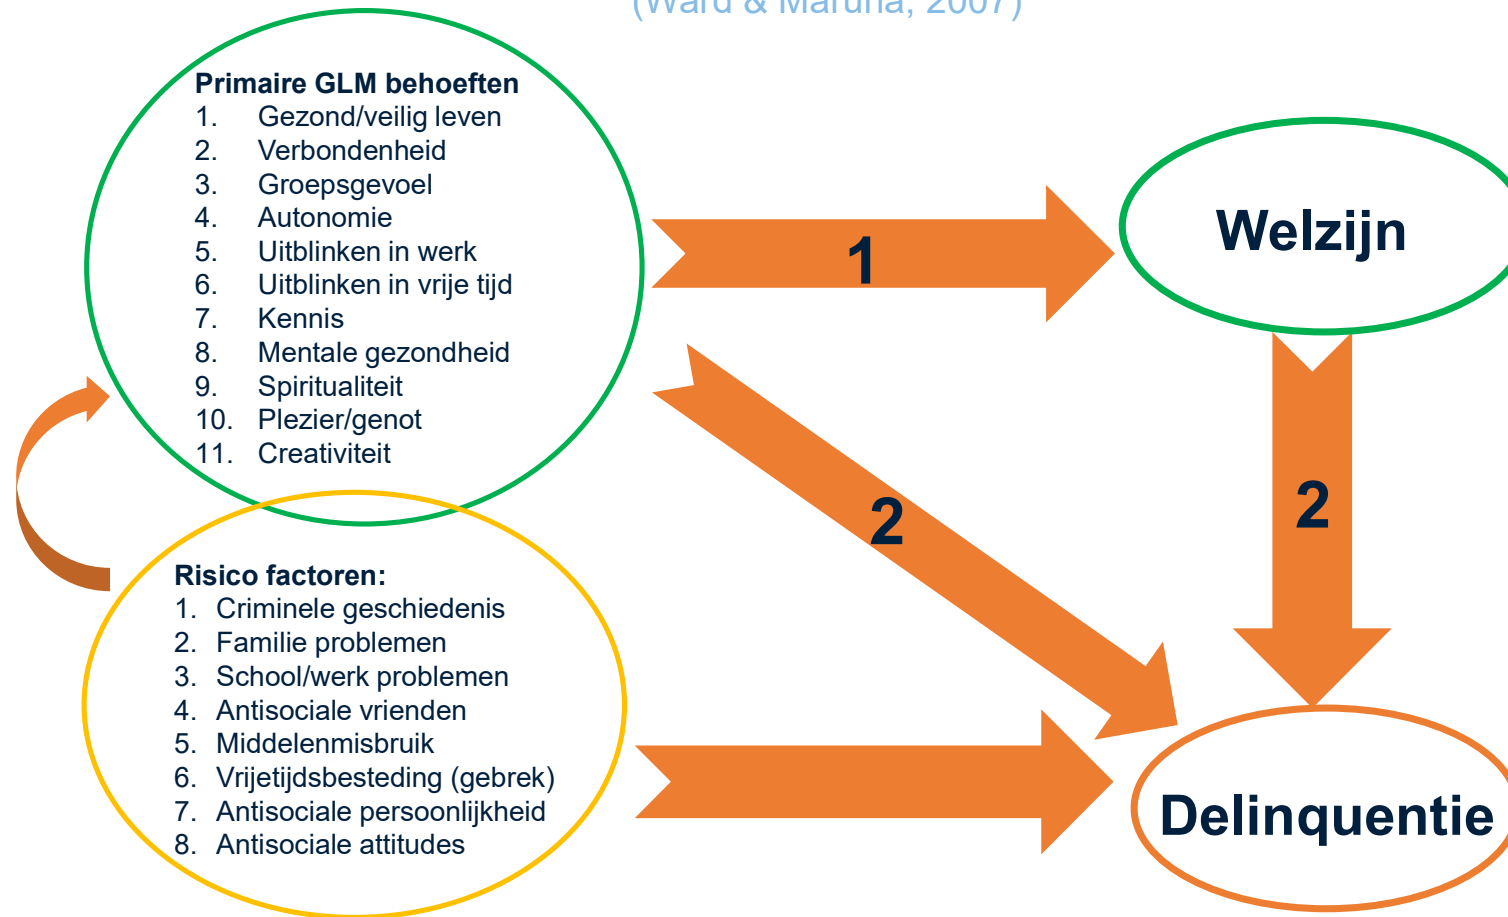 (Ward & Maruna, 2007)
Primaire GLM behoeften
1. Gezond/veilig leven
2. Verbondenheid
3. Groepsgevoel
4. Autonomie
5. Uitblinken in werk
6. Uitblinken in vrije tijd
7. Kennis
8. Mentale gezondheid
9. Spiritualiteit
10. Plezier/genot
11. Creativiteit
1
Welzijn
2
2
Risico factoren:
1. Criminele geschiedenis
2. Familie problemen
3. School/werk problemen
4. Antisociale vrienden
5. Middelenmisbruik
6. Vrijetijdsbesteding (gebrek)
7. Antisociale persoonlijkheid
8. Antisociale attitudes
Delinquentie